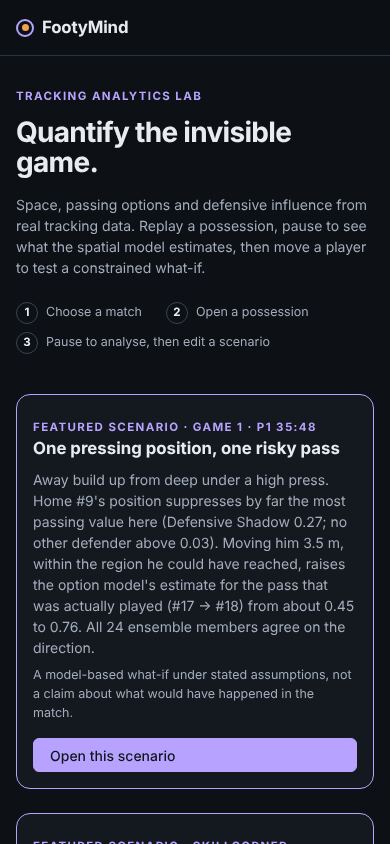 FootyMind
TRACKING ANALYTICS LAB
Quantify the invisible
game.
Space, passing options and defensive influence from
real tracking data. Replay a possession, pause to see
what the spatial model estimates, then move a player
to test a constrained what-if.
1 Choose a match 2 Open a possession
3 Pause to analyse, then edit a scenario
FEATURED SCENARIO · GAME 1 · P1 35:48
One pressing position, one risky pass
Away build up from deep under a high press.
Home #9's position suppresses by far the most
passing value here (Defensive Shadow 0.27; no
other defender above 0.03). Moving him 3.5 m,
within the region he could have reached, raises
the option model's estimate for the pass that
was actually played (#17 → #18) from about 0.45
to 0.76. All 24 ensemble members agree on the
direction.
A model-based what-if under stated assumptions, not
a claim about what would have happened in the
match.
Open this scenario
FEATURED SCENARIO · SKILLCORNER